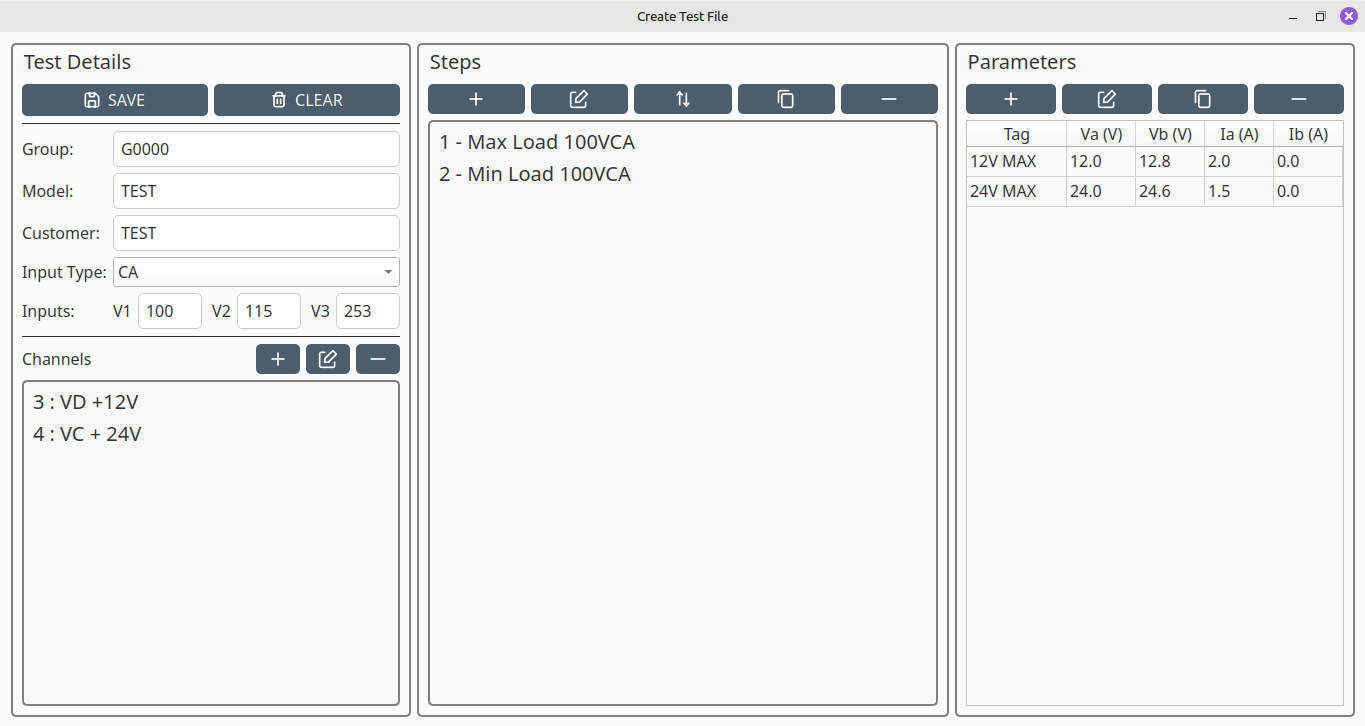 Create Test File
Test Details
SAVE CLEAR
Group: G0000
Model: TEST
Customer: TEST
Input Type: CA
Inputs: V1 100 V2 115 V3 253
Channels
3 : VD +12V
4 : VC + 24V
Steps
1 - Max Load 100VCA
2 - Min Load 100VCA
Parameters
Tag Va (V) Vb (V) Ia (A) Ib (A)
12V MAX 12.0 12.8 2.0 0.0
24V MAX 24.0 24.6 1.5 0.0